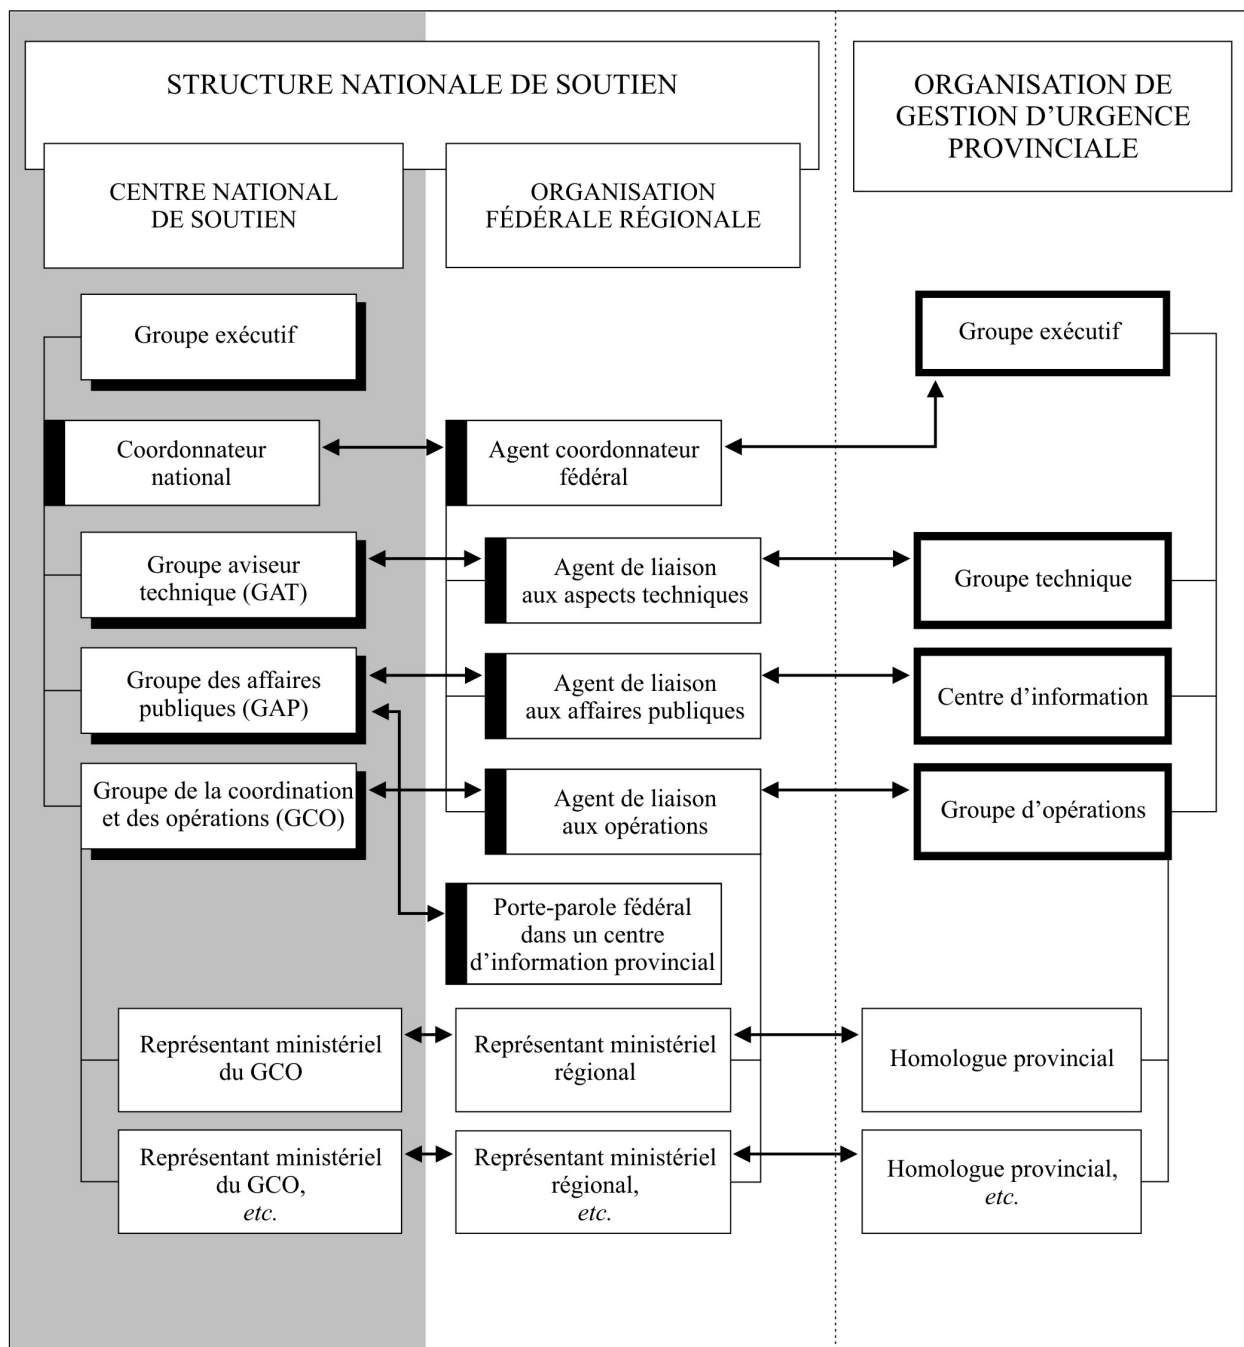 STRUCTURE NATIONALE DE SOUTIEN
ORGANISATION DE
GESTION D’URGENCE
PROVINCIALE
CENTRE NATIONAL
DE SOUTIEN
ORGANISATION
FÉDÉRALE RÉGIONALE
Groupe exécutif
Groupe exécutif
Coordonnateur
national
Agent coordonnateur
fédéral
Groupe aviseur
technique (GAT)
Agent de liaison
aux aspects techniques
Groupe technique
Groupe des affaires
publiques (GAP)
Agent de liaison
aux affaires publiques
Centre d’information
Groupe de la coordination
et des opérations (GCO)
Agent de liaison
aux opérations
Groupe d’opérations
Porte-parole fédéral
dans un centre
d’information provincial
Représentant ministériel
du GCO
Représentant ministériel
régional
Homologue provincial
Représentant ministériel
du GCO,
etc.
Représentant ministériel
régional,
etc.
Homologue provincial,
etc.